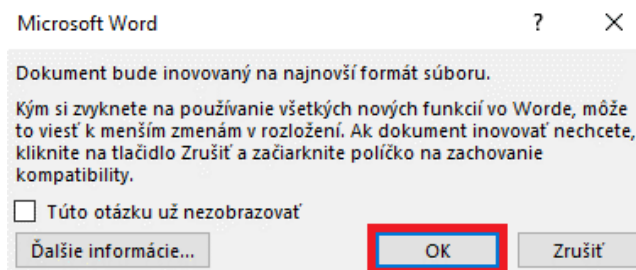 Microsoft Word ? ×
Dokument bude inovovaný na najnovší formát súboru.
Kým si zvyknete na používanie všetkých nových funkcií vo Worde, môže
to viesť k menším zmenám v rozložení. Ak dokument inovovať nechcete,
kliknite na tlačidlo Zrušiť a začiarknite políčko na zachovanie
kompatibility.
Túto otázku už nezobrazovať
Ďalšie informácie... OK Zrušiť